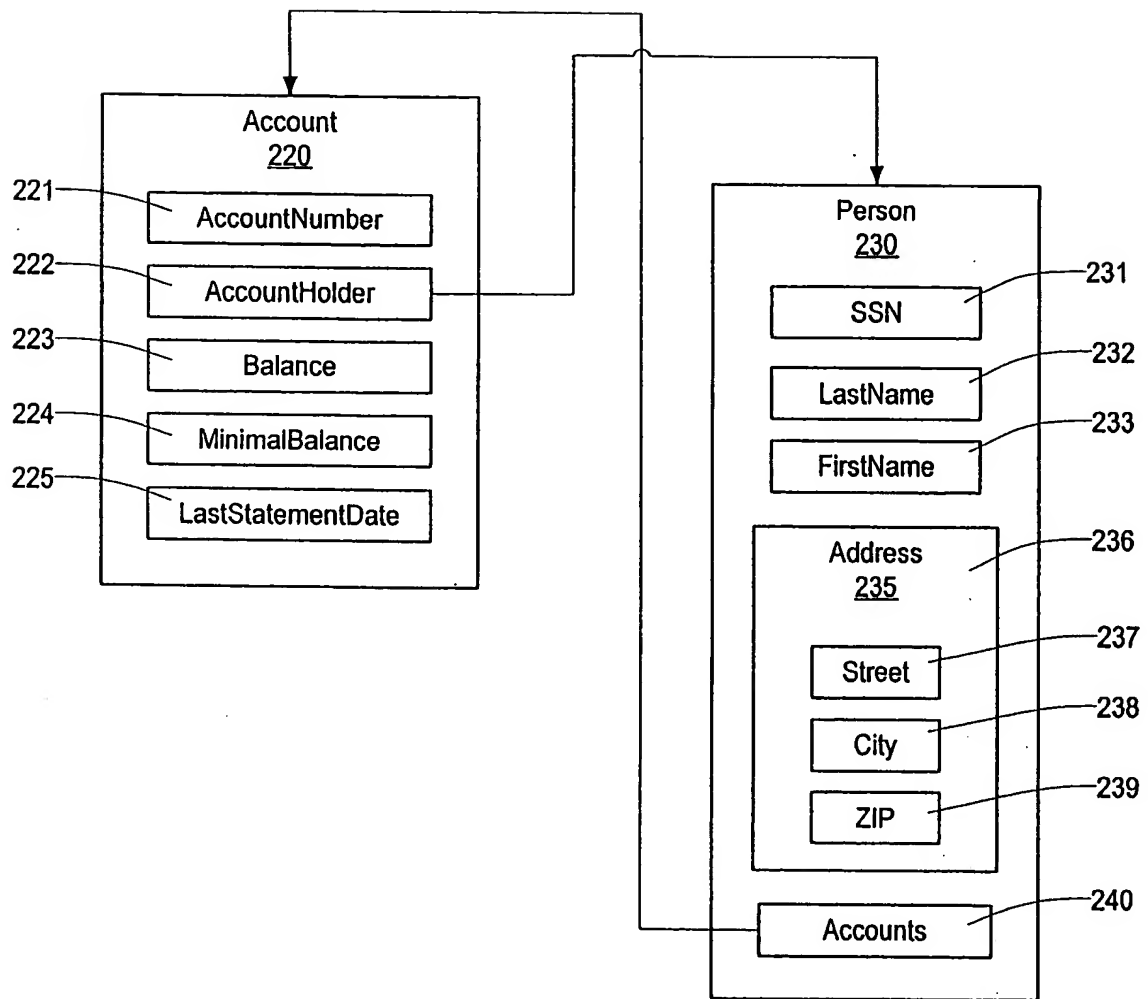 Account
220
221
AccountNumber
222
AccountHolder
223
Balance
224
MinimalBalance
225
LastStatementDate
Person
230
231
SSN
232
LastName
233
FirstName
Address
235
236
237
Street
238
City
239
ZIP
240
Accounts